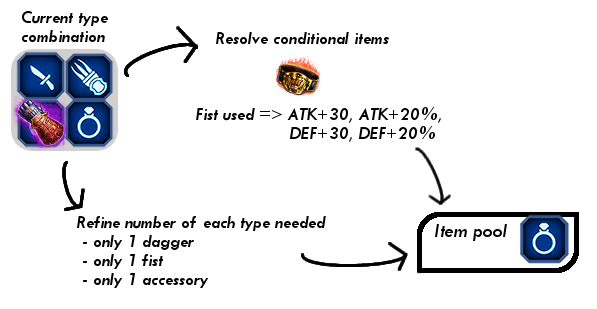 Current type
combination
Resolve conditional items
Fist used => ATK+30, ATK+20%,
DEF+30, DEF+20%
Refine number of each type needed
- only 1 dagger
- only 1 fist
- only 1 accessory
Item pool